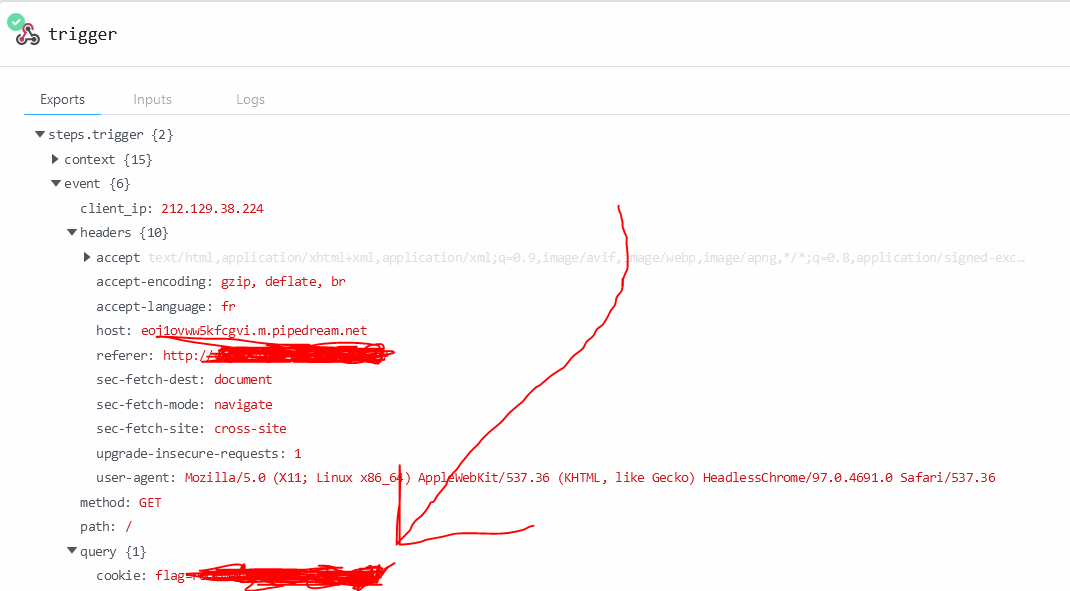 trigger
Exports Inputs Logs
steps.trigger {2}
context {15}
event {6}
client_ip: 212.129.38.224
headers {10}
accept text/html,application/xhtml+xml,application/xml;q=0.9,image/avif,image/webp,image/apng,*/*;q=0.8,application/signed-exc…
accept-encoding: gzip, deflate, br
accept-language: fr
host: eoj1ovww5kfcgvi.m.pipedream.net
referer: http:/
sec-fetch-dest: document
sec-fetch-mode: navigate
sec-fetch-site: cross-site
upgrade-insecure-requests: 1
user-agent: Mozilla/5.0 (X11; Linux x86_64) AppleWebKit/537.36 (KHTML, like Gecko) HeadlessChrome/97.0.4691.0 Safari/537.36
method: GET
path: /
query {1}
cookie: flag=